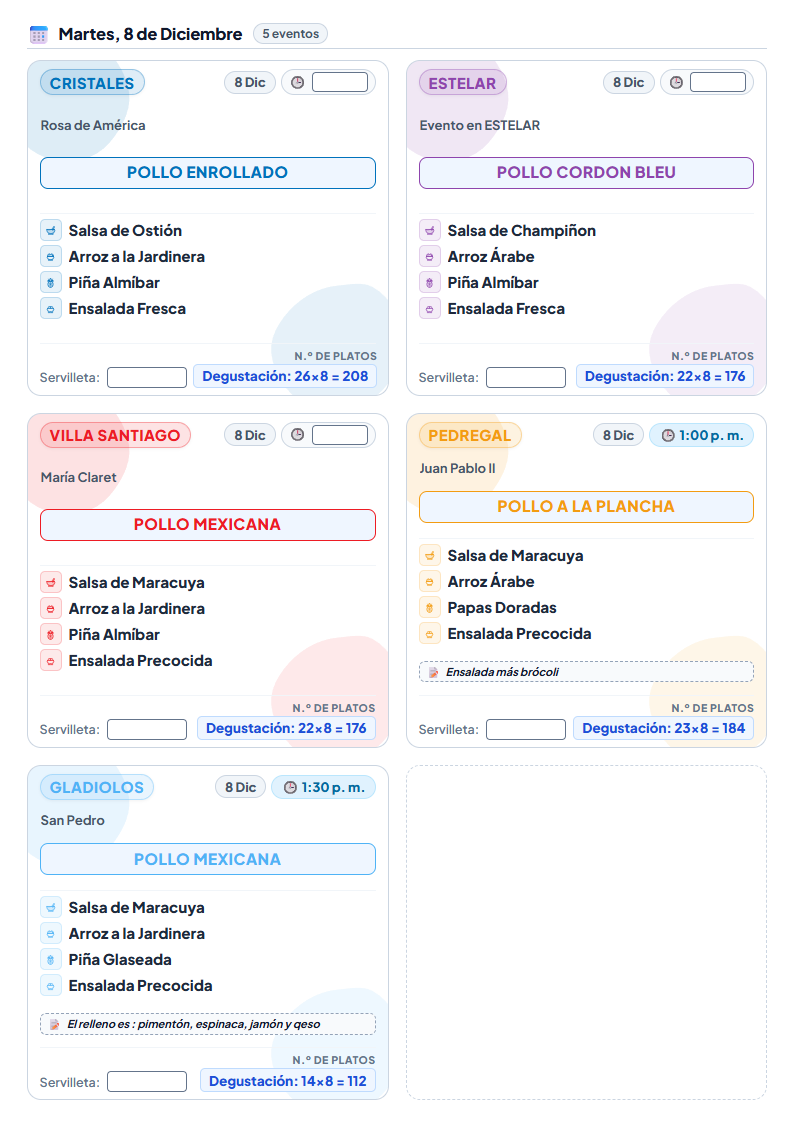 Martes, 8 de Diciembre 5 eventos
CRISTALES 8 Dic
Rosa de América
POLLO ENROLLADO
Salsa de Ostión
Arroz a la Jardinera
Piña Almíbar
Ensalada Fresca
N.º DE PLATOS
Servilleta: Degustación: 26×8 = 208
ESTELAR 8 Dic
Evento en ESTELAR
POLLO CORDON BLEU
Salsa de Champiñon
Arroz Árabe
Piña Almíbar
Ensalada Fresca
N.º DE PLATOS
Servilleta: Degustación: 22×8 = 176
VILLA SANTIAGO 8 Dic
María Claret
POLLO MEXICANA
Salsa de Maracuya
Arroz a la Jardinera
Piña Almíbar
Ensalada Precocida
N.º DE PLATOS
Servilleta: Degustación: 22×8 = 176
PEDREGAL 8 Dic 1:00 p. m.
Juan Pablo II
POLLO A LA PLANCHA
Salsa de Maracuya
Arroz Árabe
Papas Doradas
Ensalada Precocida
Ensalada más brócoli
N.º DE PLATOS
Servilleta: Degustación: 23×8 = 184
GLADIOLOS 8 Dic 1:30 p. m.
San Pedro
POLLO MEXICANA
Salsa de Maracuya
Arroz a la Jardinera
Piña Glaseada
Ensalada Precocida
El relleno es : pimentón, espinaca, jamón y qeso
N.º DE PLATOS
Servilleta: Degustación: 14×8 = 112